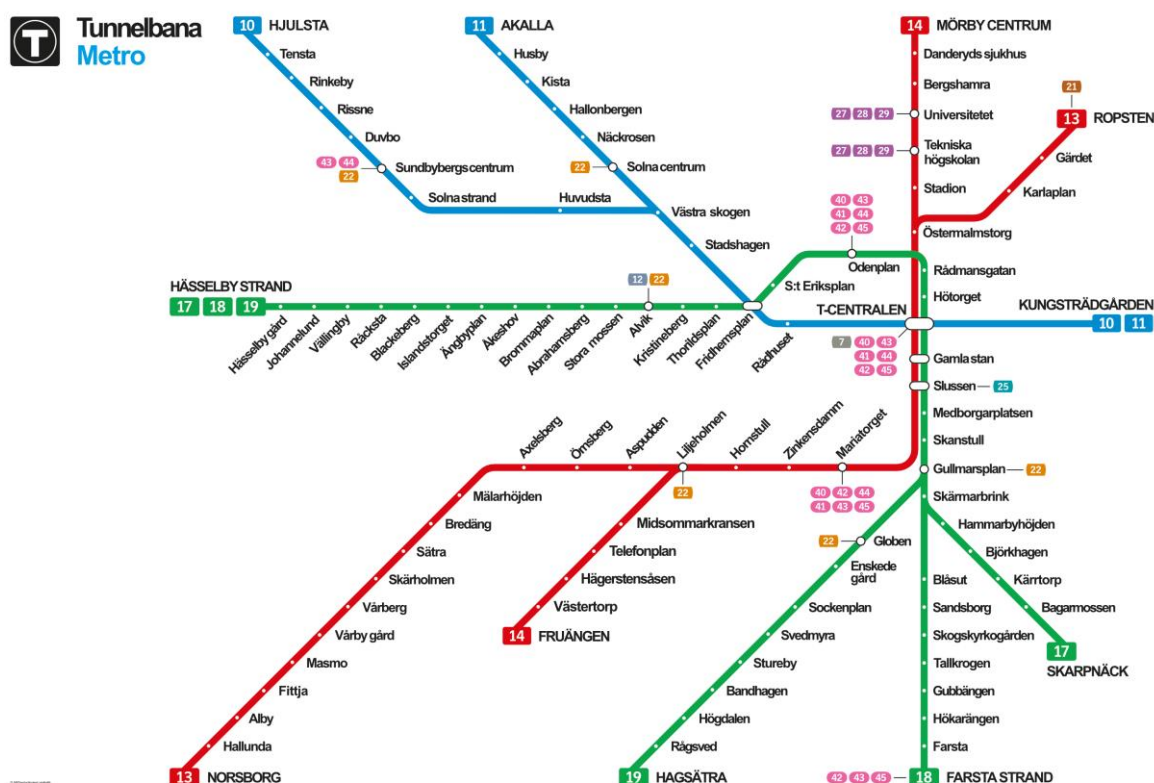 T
Tunnelbana
Metro
10 HJULSTA
Tensta
Rinkeby
Rissne
Duvbo
43 44
22
Sundbybergs centrum
Solna strand
Huvudsta
11 AKALLA
Husby
Kista
Hallonbergen
Näckrosen
22
Solna centrum
Västra skogen
Stadshagen
14 MÖRBY CENTRUM
Danderyds sjukhus
Bergshamra
27 28 29
Universitetet
27 28 29
Tekniska
högskolan
Stadion
Östermalmstorg
21
13 ROPSTEN
Gärdet
Karlaplan
40 43
41 44
42 45
Odenplan
S:t Eriksplan
Rådmansgatan
Hötorget
HÄSSELBY STRAND
17 18 19
Hässelby gård
Johannelund
Vällingby
Råcksta
Blackeberg
Islandstorget
Ängbyplan
Åkeshov
Brommaplan
Abrahamsberg
Stora mossen
12 22
Alvik
Kristineberg
Thorildsplan
Fridhemsplan
Rådhuset
T-CENTRALEN
7 40 43
41 44
42 45
KUNGSTRÄDGÅRDEN
10 11
Gamla stan
Slussen
25
Medborgarplatsen
Skanstull
Gullmarsplan
22
Skärmarbrink
Axelsberg
Örnsberg
Aspudden
Liljeholmen
22
Hornstull
Zinkensdamm
Mariatorget
40 42 44
41 43 45
Mälarhöjden
Bredäng
Sätra
Skärholmen
Vårberg
Vårby gård
Masmo
Fittja
Alby
Hallunda
13 NORSBORG
Midsommarkransen
Telefonplan
Hägerstensåsen
Västertorp
14 FRUÄNGEN
22
Globen
Enskede
gård
Sockenplan
Svedmyra
Stureby
Bandhagen
Högdalen
Rågsved
19 HAGSÄTRA
Hammarbyhöjden
Björkhagen
Kärrtorp
Bagarmossen
17
SKARPNÄCK
Blåsut
Sandsborg
Skogskyrkogården
Tallkrogen
Gubbängen
Hökarängen
Farsta
42 43 45
18 FARSTA STRAND